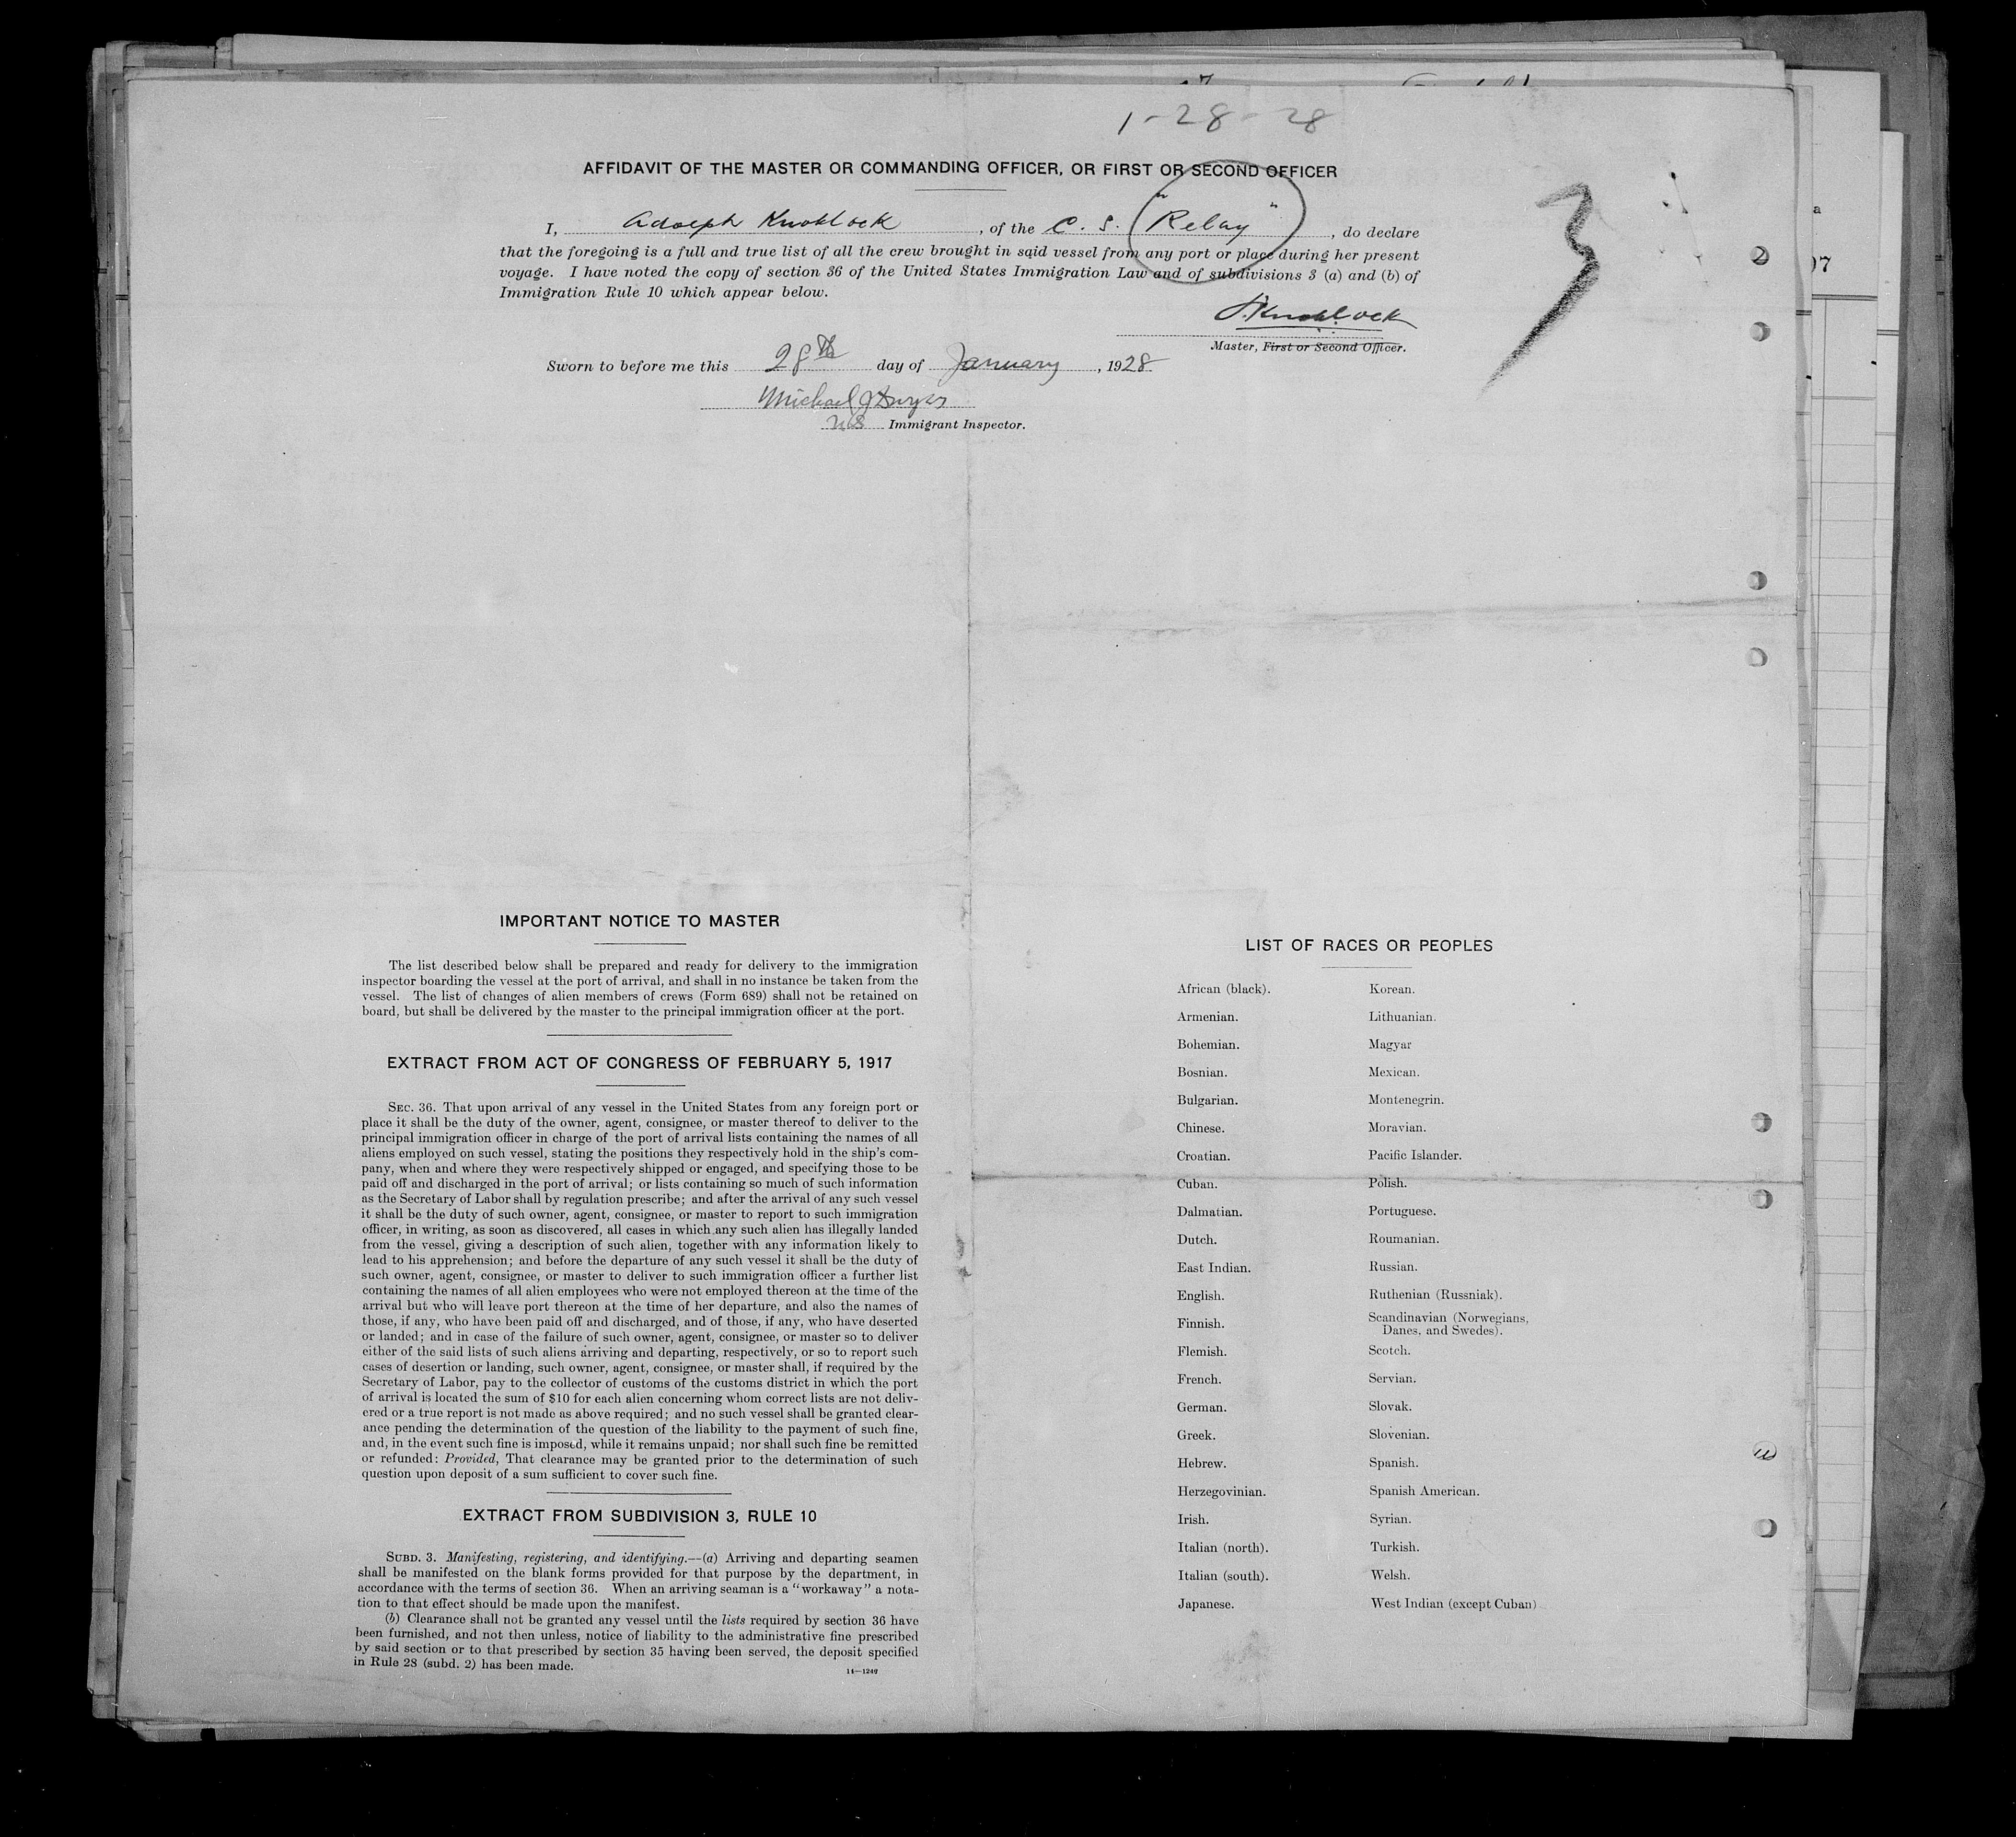 1-28-28
AFFIDAVIT OF THE MASTER OR COMMANDING OFFICER, OR FIRST OR SECOND OFFICER
3
I, Adolph Knoblock, of the C. S. "Relay", do declare
that the foregoing is a full and true list of all the crew brought in said vessel from any port or place during her present
voyage. I have noted the copy of section 36 of the United States Immigration Law and of subdivisions 3 (a) and (b) of
Immigration Rule 10 which appear below.
A. Knoblock
Master, First or Second Officer.
Sworn to before me this 28th day of January, 1928
Michael J Dwyer
Immigrant Inspector.
IMPORTANT NOTICE TO MASTER
The list described below shall be prepared and ready for delivery to the immigration
inspector boarding the vessel at the port of arrival, and shall in no instance be taken from the
vessel. The list of changes of alien members of crews (Form 689) shall not be retained on
board, but shall be delivered by the master to the principal immigration officer at the port.
EXTRACT FROM ACT OF CONGRESS OF FEBRUARY 5, 1917
SEC. 36. That upon arrival of any vessel in the United States from any foreign port or
place it shall be the duty of the owner, agent, consignee, or master thereof to deliver to the
principal immigration officer in charge of the port of arrival lists containing the names of all
aliens employed on such vessel, stating the positions they respectively hold in the ship's com-
pany, when and where they were respectively shipped or engaged, and specifying those to be
paid off and discharged in the port of arrival; or lists containing so much of such information
as the Secretary of Labor shall by regulation prescribe; and after the arrival of any such vessel
it shall be the duty of such owner, agent, consignee, or master to report to such immigration
officer, in writing, as soon as discovered, all cases in which any such alien has illegally landed
from the vessel, giving a description of such alien, together with any information likely to
lead to his apprehension; and before the departure of any such vessel it shall be the duty of
such owner, agent, consignee, or master to deliver to such immigration officer a further list
containing the names of all alien employees who were not employed thereon at the time of the
arrival but who will leave port thereon at the time of her departure, and also the names of
those, if any, who have been paid off and discharged, and of those, if any, who have deserted
or landed; and in case of the failure of such owner, agent, consignee, or master so to deliver
either of the said lists of such aliens arriving and departing, respectively, or so to report such
cases of desertion or landing, such owner, agent, consignee, or master shall, if required by the
Secretary of Labor, pay to the collector of customs of the customs district in which the port
of arrival is located the sum of $10 for each alien concerning whom correct lists are not deliv-
ered or a true report is not made as above required; and no such vessel shall be granted clear-
ance pending the determination of the question of the liability to the payment of such fine,
and, in the event such fine is imposed, while it remains unpaid; nor shall such fine be remitted
or refunded: Provided, That clearance may be granted prior to the determination of such
question upon deposit of a sum sufficient to cover such fine.
EXTRACT FROM SUBDIVISION 3, RULE 10
SUBD. 3. Manifesting, registering, and identifying.—(a) Arriving and departing seamen
shall be manifested on the blank forms provided for that purpose by the department, in
accordance with the terms of section 36. When an arriving seaman is a "workaway" a nota-
tion to that effect should be made upon the manifest.
(b) Clearance shall not be granted any vessel until the lists required by section 36 have
been furnished, and not then unless, notice of liability to the administrative fine prescribed
by said section or to that prescribed by section 35 having been served, the deposit specified
in Rule 28 (subd. 2) has been made.
14—1240
LIST OF RACES OR PEOPLES
African (black). Korean.
Armenian. Lithuanian.
Bohemian. Magyar
Bosnian. Mexican.
Bulgarian. Montenegrin.
Chinese. Moravian.
Croatian. Pacific Islander.
Cuban. Polish.
Dalmatian. Portuguese.
Dutch. Roumanian.
East Indian. Russian.
English. Ruthenian (Russniak).
Finnish. Scandinavian (Norwegians,
Danes, and Swedes).
Flemish. Scotch.
French. Servian.
German. Slovak.
Greek. Slovenian.
Hebrew. Spanish.
Herzegovinian. Spanish American.
Irish. Syrian.
Italian (north). Turkish.
Italian (south). Welsh.
Japanese. West Indian (except Cuban)